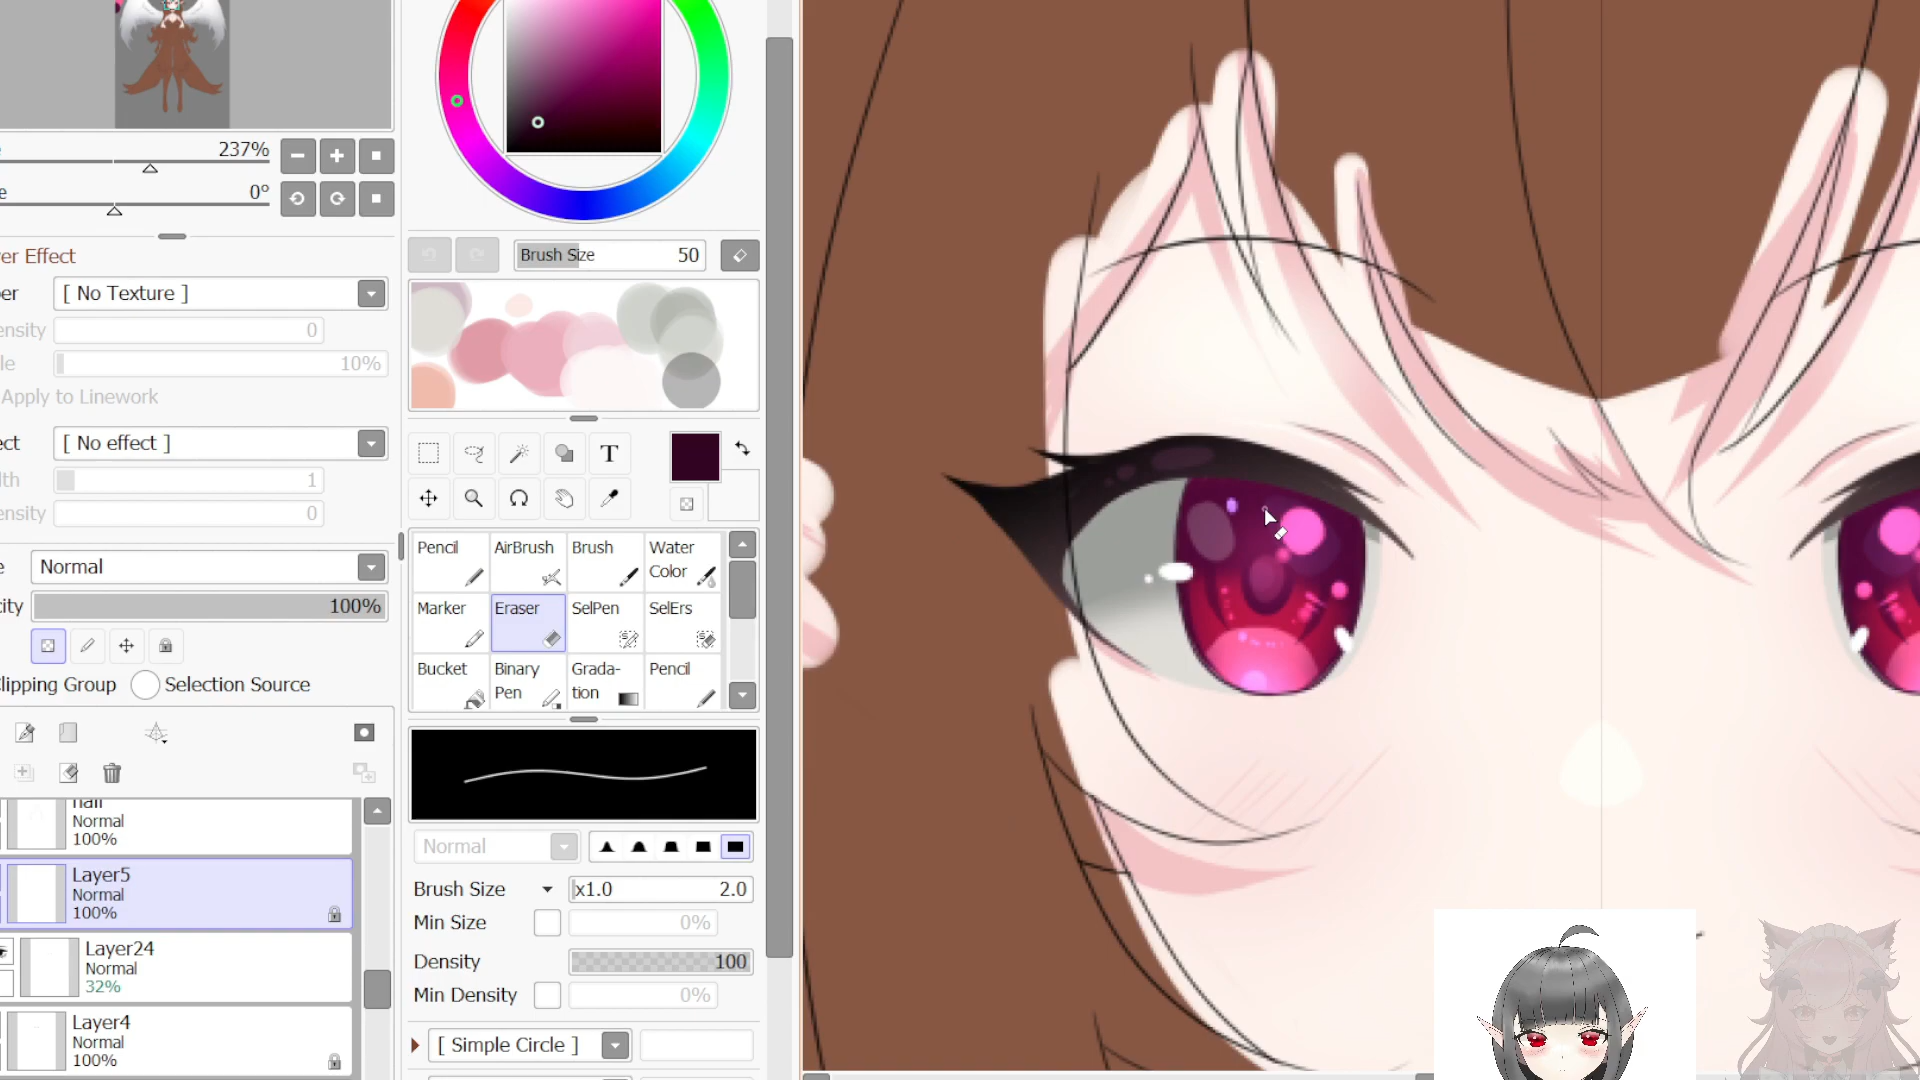 237%
0°
er Effect
er
[ No Texture ]
ensity
0
le
10%
Apply to Linework
ect
[ No effect ]
dth
1
ensity
0
e
Normal
city
100%
lipping Group
Selection Source
hair
Normal
100%
Layer5
Normal
100%
Layer24
Normal
32%
Layer4
Normal
100%
Brush Size
50
T
Pencil
AirBrush
Brush
Water
Color
Marker
Eraser
SelPen
SelErs
Bucket
Binary
Pen
Grada-
tion
Pencil
Normal
Brush Size
x1.0
2.0
Min Size
0%
Density
100
Min Density
0%
[ Simple Circle ]